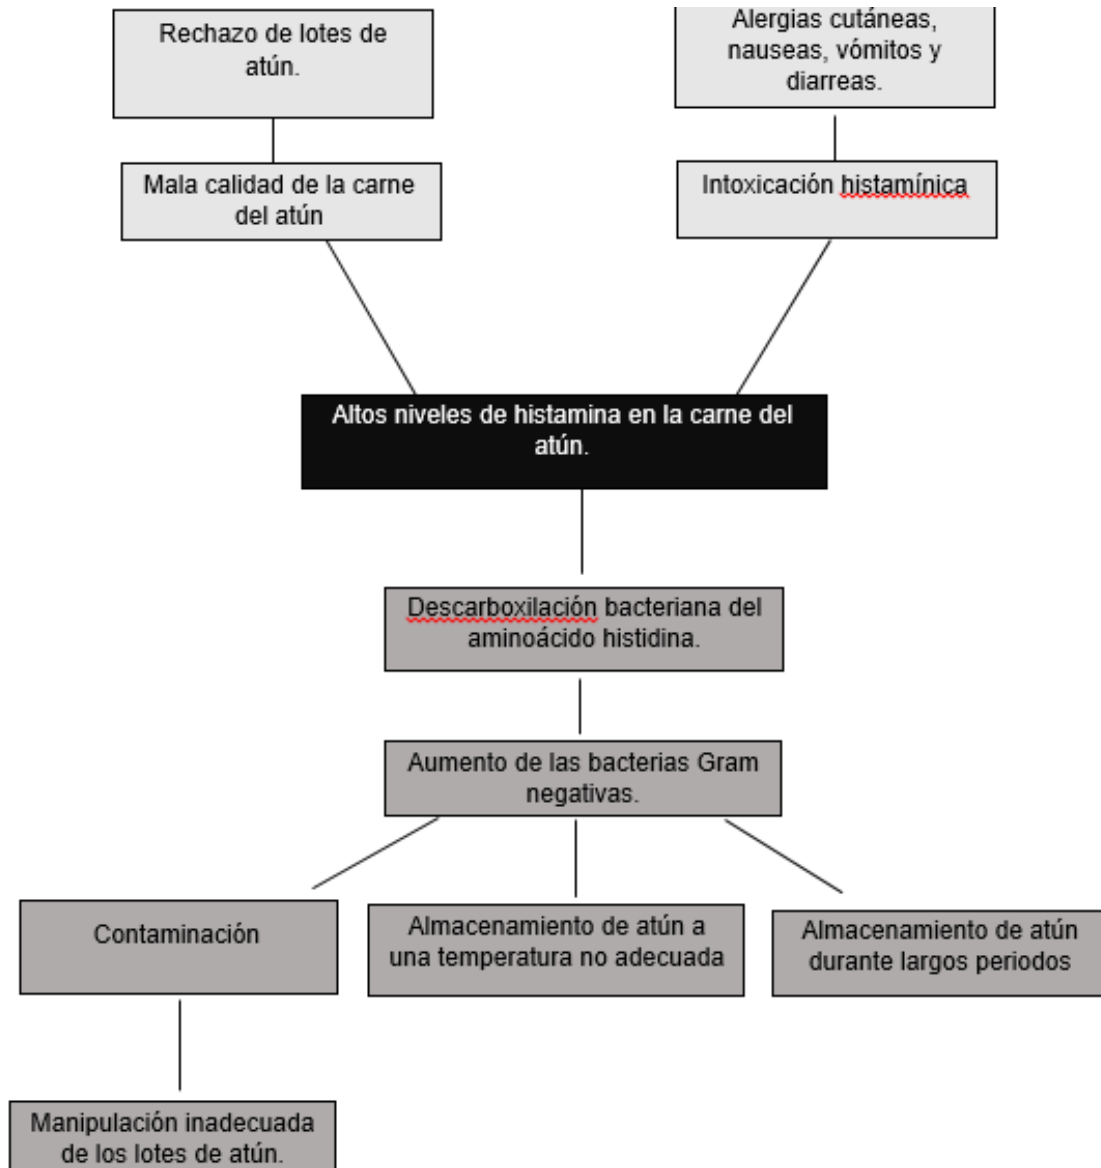 Rechazo de lotes de
atún.
Alergias cutáneas,
nauseas, vómitos y
diarreas.
Mala calidad de la carne
del atún
Intoxicación histamínica
Altos niveles de histamina en la carne del
atún.
Descarboxilación bacteriana del
aminoácido histidina.
Aumento de las bacterias Gram
negativas.
Contaminación
Almacenamiento de atún a
una temperatura no adecuada
Almacenamiento de atún
durante largos periodos
Manipulación inadecuada
de los lotes de atún.